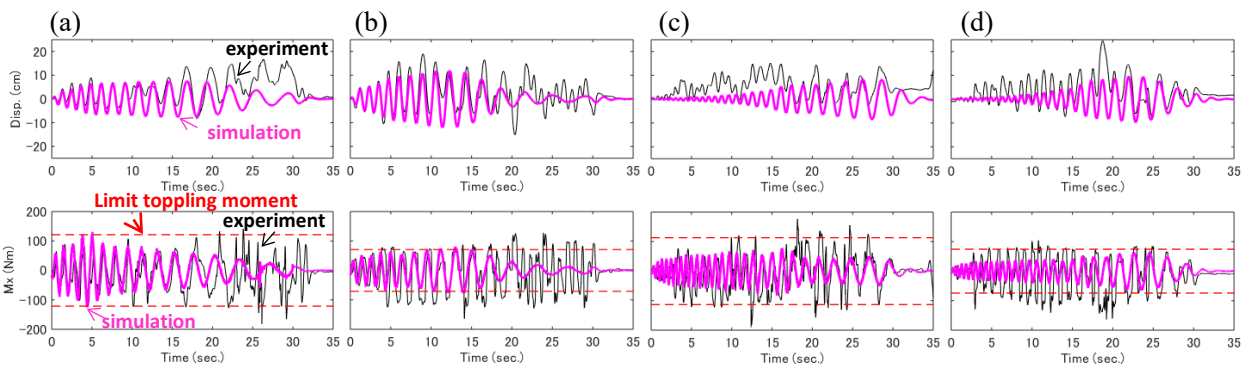 (a) (b) (c) (d)
20
10
0
-10
-20
Disp. (cm)
experiment
simulation
0 5 10 15 20 25 30 35
0 5 10 15 20 25 30 35
0 5 10 15 20 25 30 35
0 5 10 15 20 25 30 35
Time (sec.) Time (sec.) Time (sec.) Time (sec.)
Limit toppling moment
experiment
200
100
0
-100
-200
Mx (Nm)
simulation
0 5 10 15 20 25 30 35
0 5 10 15 20 25 30 35
0 5 10 15 20 25 30 35
0 5 10 15 20 25 30 35
Time (sec.) Time (sec.) Time (sec.) Time (sec.)